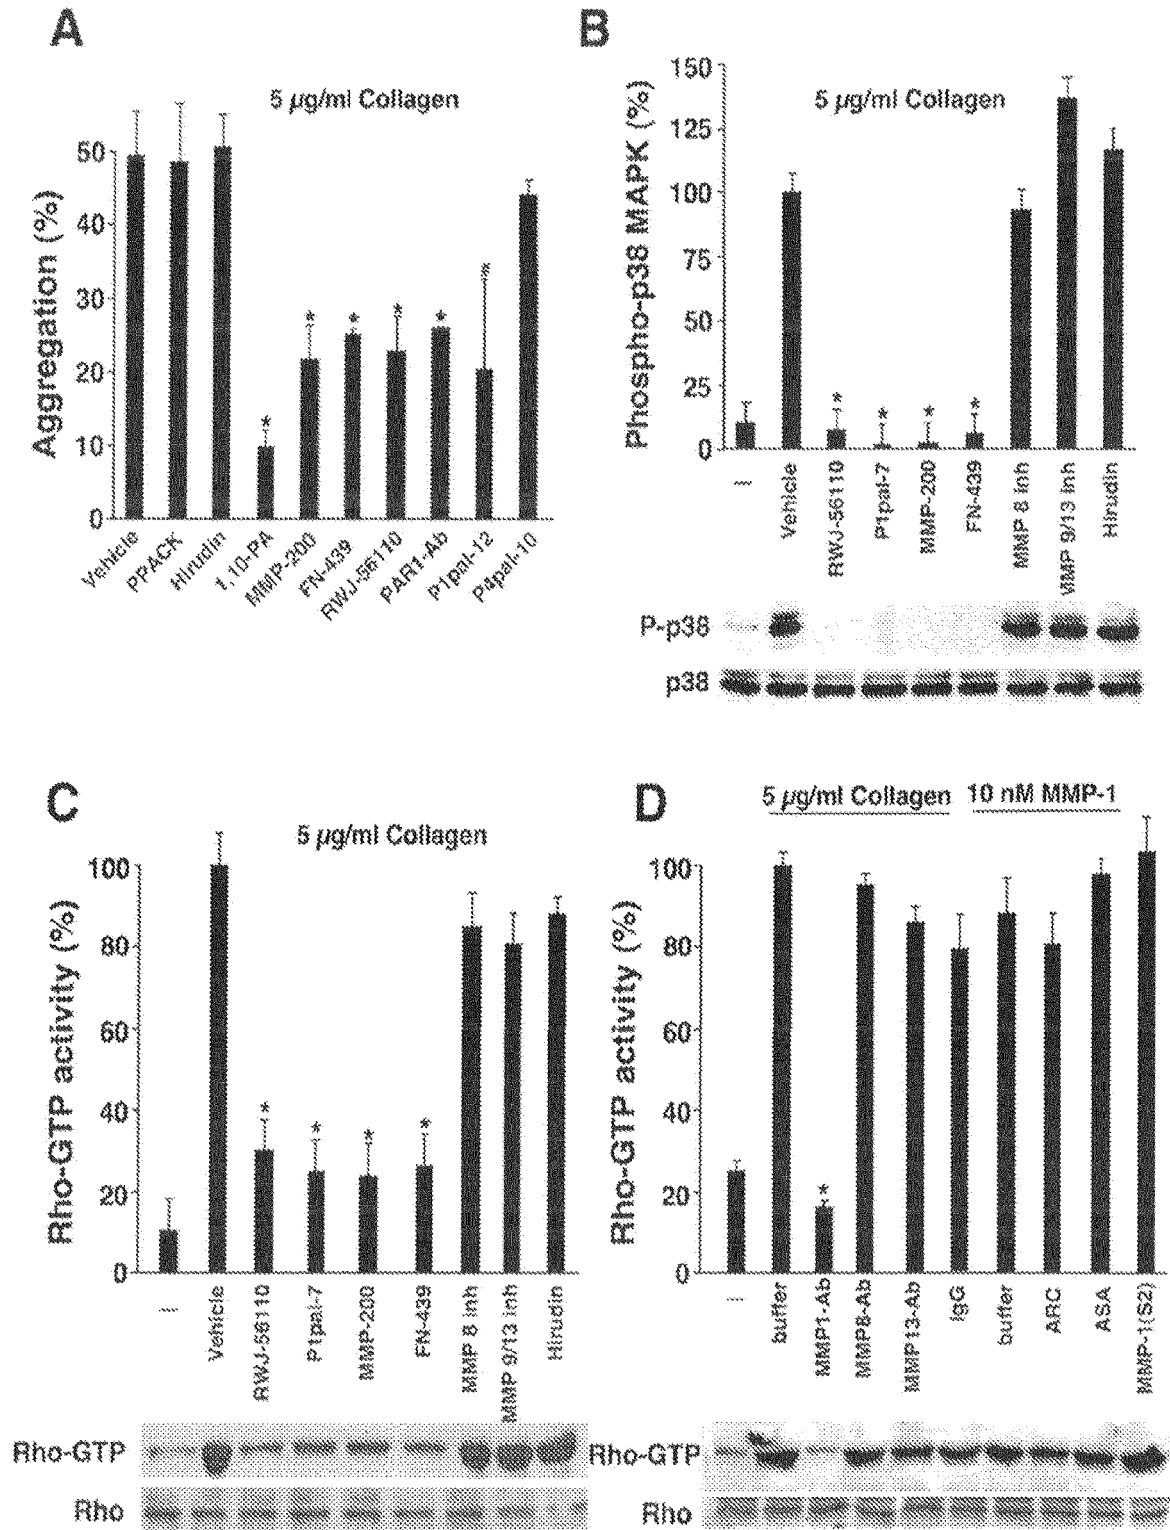 A
5 µg/ml Collagen
Aggregation (%)
50
40
30
20
10
0
* * * * * * *
Vehicle
PPACK
Hirudin
1,10-PA
MMP-200
FN-439
RWJ-56110
PAR1-Ab
P1pal-12
P4pal-10
B
5 µg/ml Collagen
Phospho-p38 MAPK (%)
150
125
100
75
50
25
0
* * * *
–
Vehicle
RWJ-56110
P1pal-7
MMP-200
FN-439
MMP 8 Inh
MMP 9/13 Inh
Hirudin
P-p38
p38
C
5 µg/ml Collagen
Rho-GTP activity (%)
100
80
60
40
20
0
* * * *
–
Vehicle
RWJ-56110
P1pal-7
MMP-200
FN-439
MMP 8 Inh
MMP 9/13 Inh
Hirudin
Rho-GTP
Rho
D
5 µg/ml Collagen 10 nM MMP-1
Rho-GTP activity (%)
100
80
60
40
20
0
*
–
buffer
MMP1-Ab
MMP8-Ab
MMP13-Ab
IgG
buffer
ARC
ASA
MMP-1(S2)
Rho-GTP
Rho